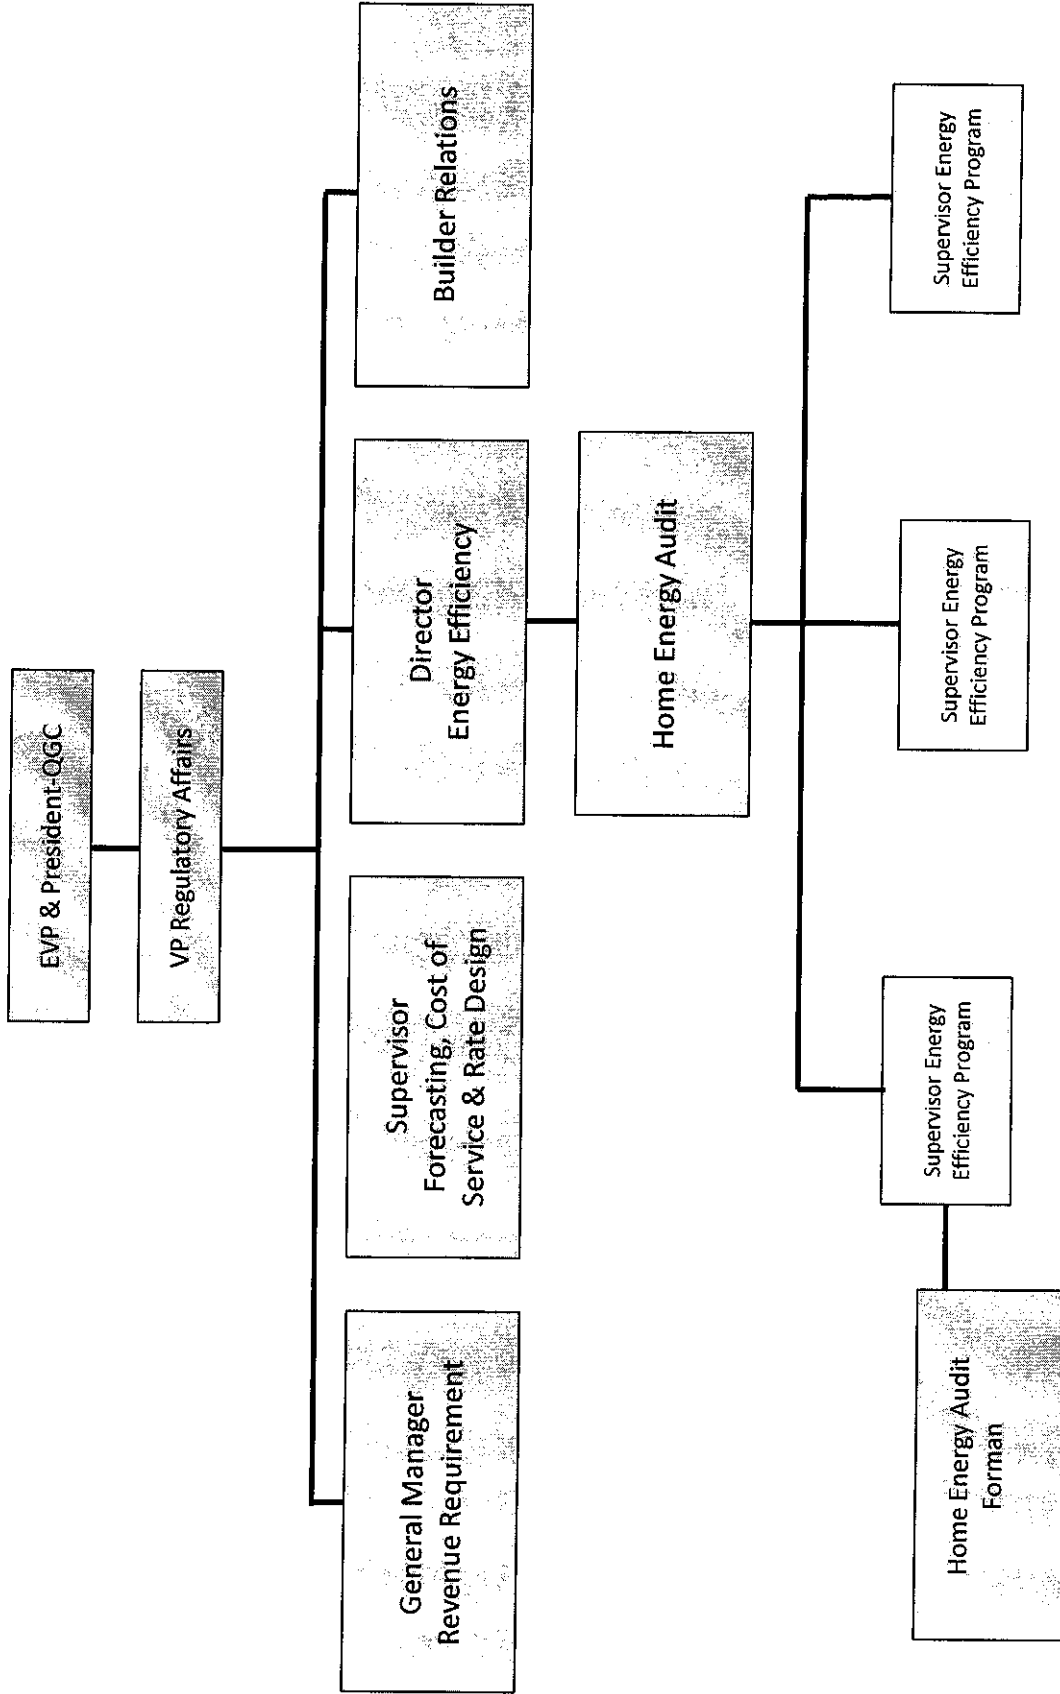 EVP & President-QGC
VP Regulatory Affairs
General Manager
Revenue Requirement
Supervisor
Forecasting, Cost of
Service & Rate Design
Director
Energy Efficiency
Builder Relations
Home Energy Audit
Supervisor Energy
Efficiency Program
Supervisor Energy
Efficiency Program
Supervisor Energy
Efficiency Program
Home Energy Audit
Forman